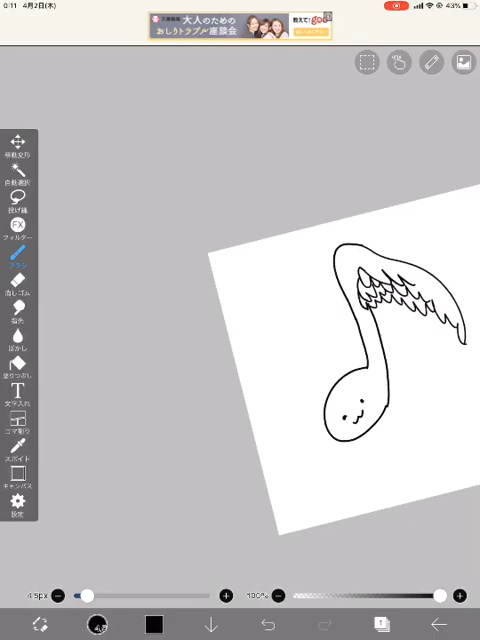 0:11 4月2日(木)
43%
大人のための
おしりトラブル座談会
教えて!goo
移動変形
自動選択
投げ縄
FX
フィルター
ブラシ
消しゴム
指先
ぼかし
塗りつぶし
T
文字入れ
コマ割り
スポイト
キャンバス
設定
4.5px
100%
4.5
1